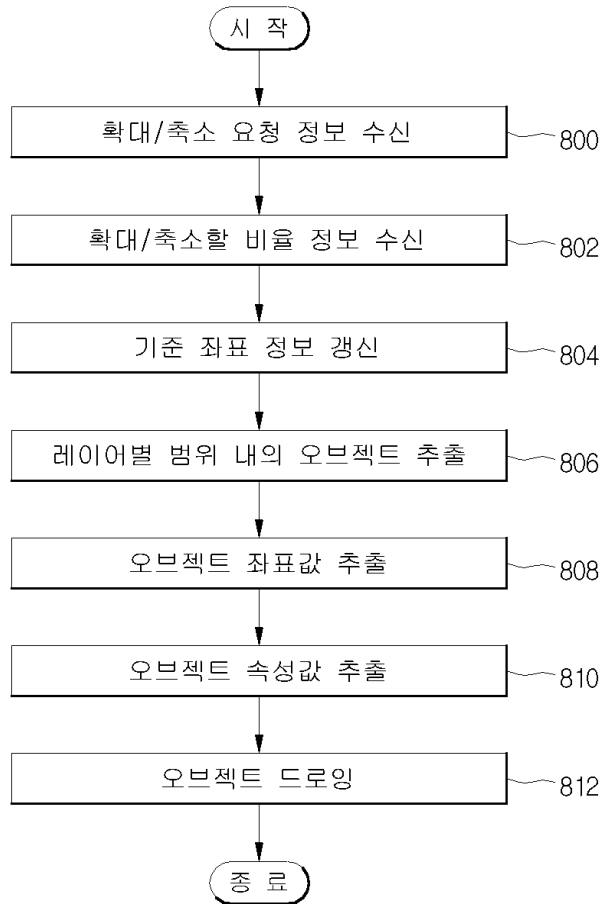 시 작
확대/축소 요청 정보 수신
800
확대/축소할 비율 정보 수신
802
기준 좌표 정보 갱신
804
레이어별 범위 내의 오브젝트 추출
806
오브젝트 좌표값 추출
808
오브젝트 속성값 추출
810
오브젝트 드로잉
812
종 료